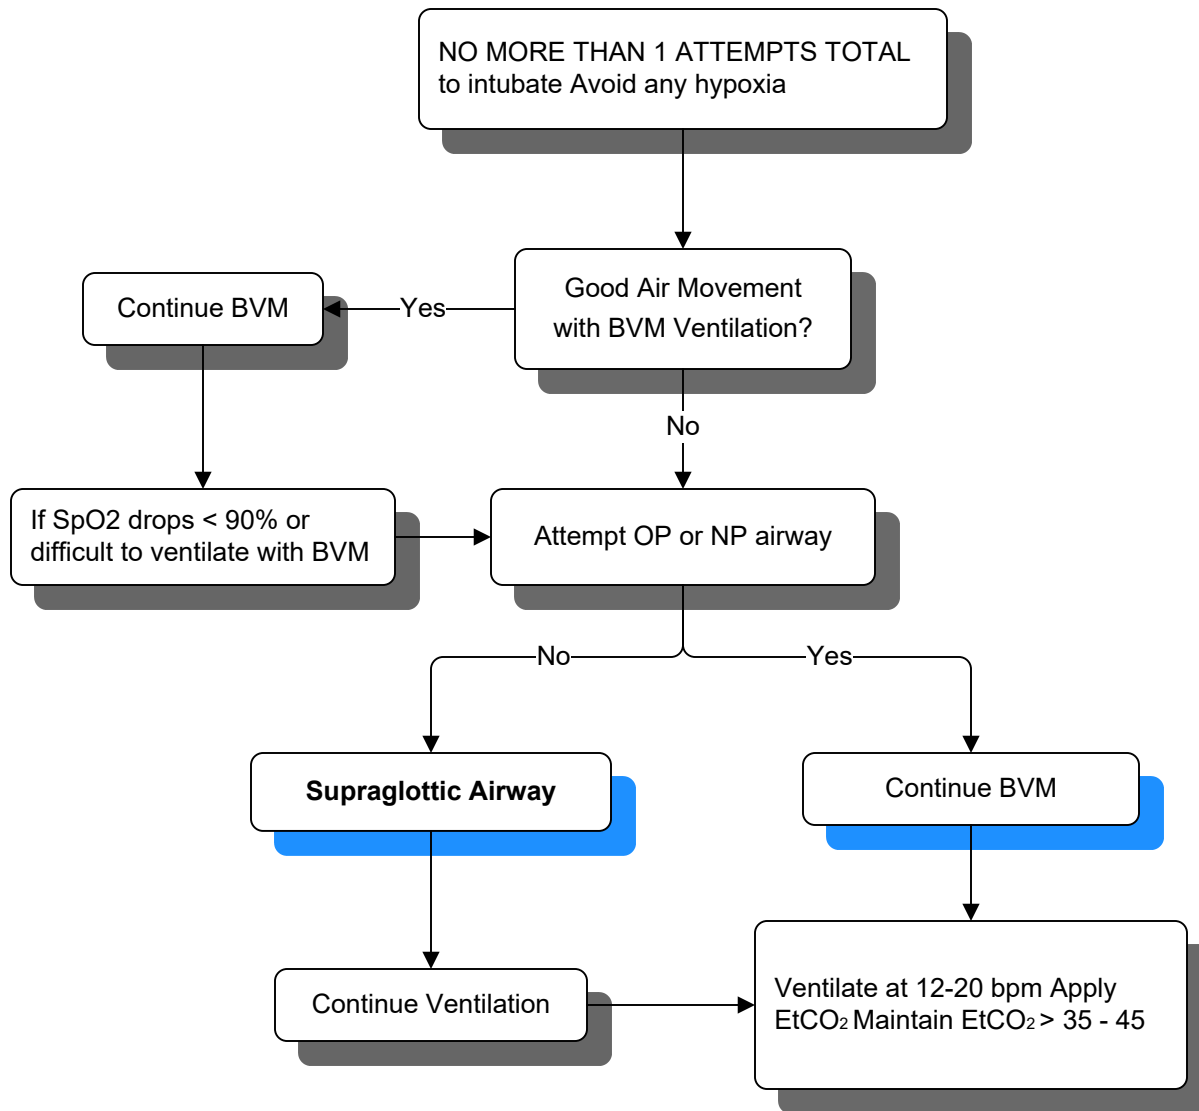 NO MORE THAN 1 ATTEMPTS TOTAL
to intubate Avoid any hypoxia
Good Air Movement
with BVM Ventilation?
Yes
Continue BVM
No
If SpO2 drops < 90% or
difficult to ventilate with BVM
Attempt OP or NP airway
No
Yes
Supraglottic Airway
Continue BVM
Continue Ventilation
Ventilate at 12-20 bpm Apply
EtCO₂ Maintain EtCO₂ > 35 - 45